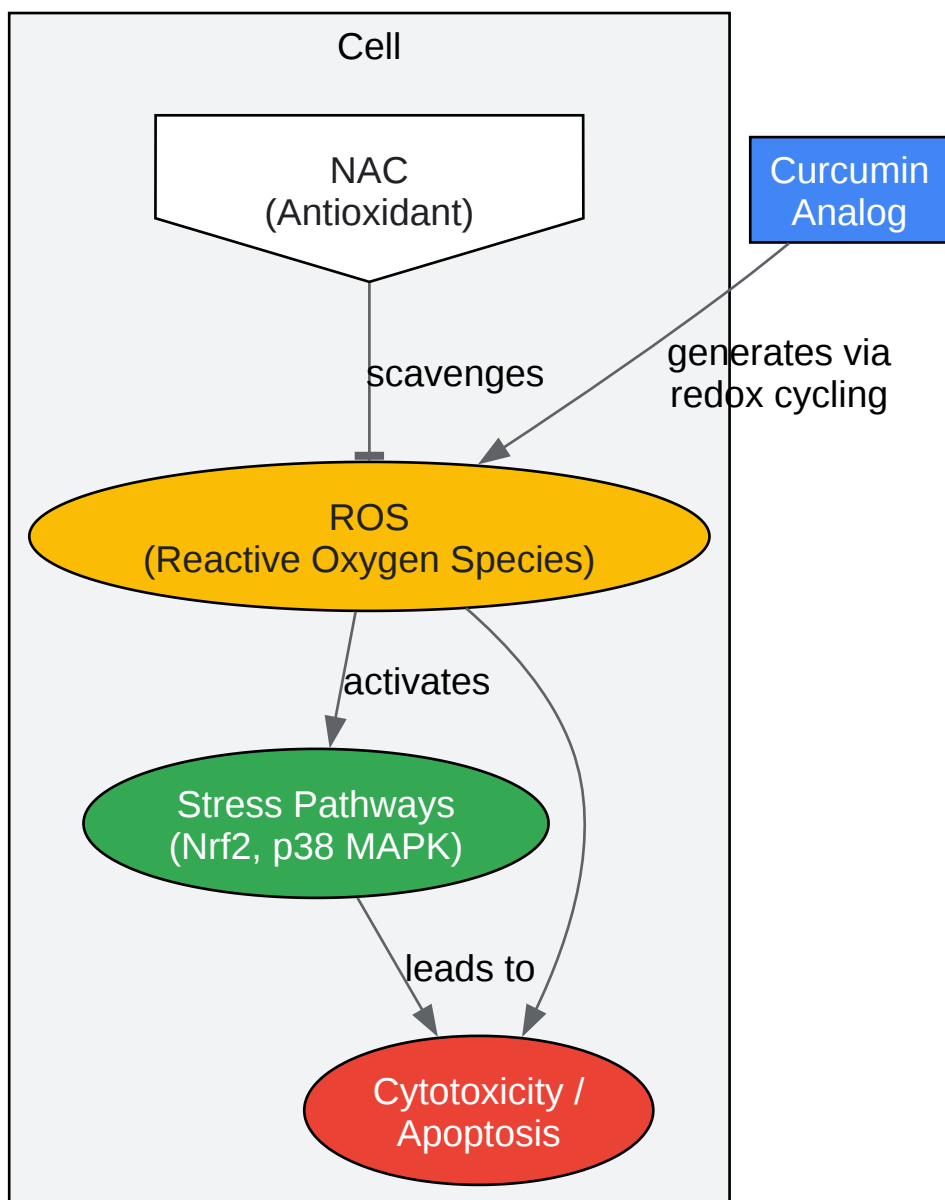 Cell
NAC
(Antioxidant)
Curcumin
Analog
scavenges
generates via
redox cycling
ROS
(Reactive Oxygen Species)
activates
Stress Pathways
(Nrf2, p38 MAPK)
leads to
Cytotoxicity /
Apoptosis